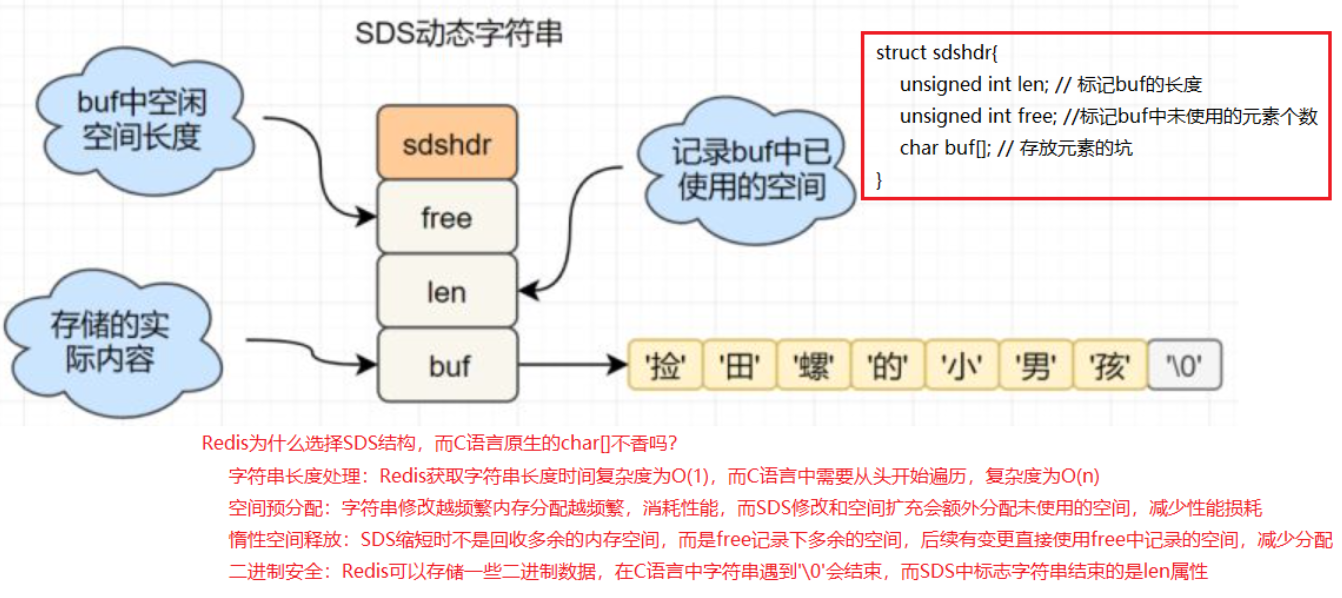 SDS动态字符串
struct sdshdr{
unsigned int len; // 标记buf的长度
unsigned int free; //标记buf中未使用的元素个数
char buf[]; // 存放元素的坑
}
buf中空闲
空间长度
sdshdr
记录buf中已
使用的空间
free
len
存储的实
际内容
buf
'捡' '田' '螺' '的' '小' '男' '孩' '\0'
Redis为什么选择SDS结构，而C语言原生的char[]不香吗？
字符串长度处理：Redis获取字符串长度时间复杂度为O(1)，而C语言中需要从头开始遍历，复杂度为O(n)
空间预分配：字符串修改越频繁内存分配越频繁，消耗性能，而SDS修改和空间扩充会额外分配未使用的空间，减少性能损耗
惰性空间释放：SDS缩短时不是回收多余的内存空间，而是free记录下多余的空间，后续有变更直接使用free中记录的空间，减少分配
二进制安全：Redis可以存储一些二进制数据，在C语言中字符串遇到'\0'会结束，而SDS中标志字符串结束的是len属性